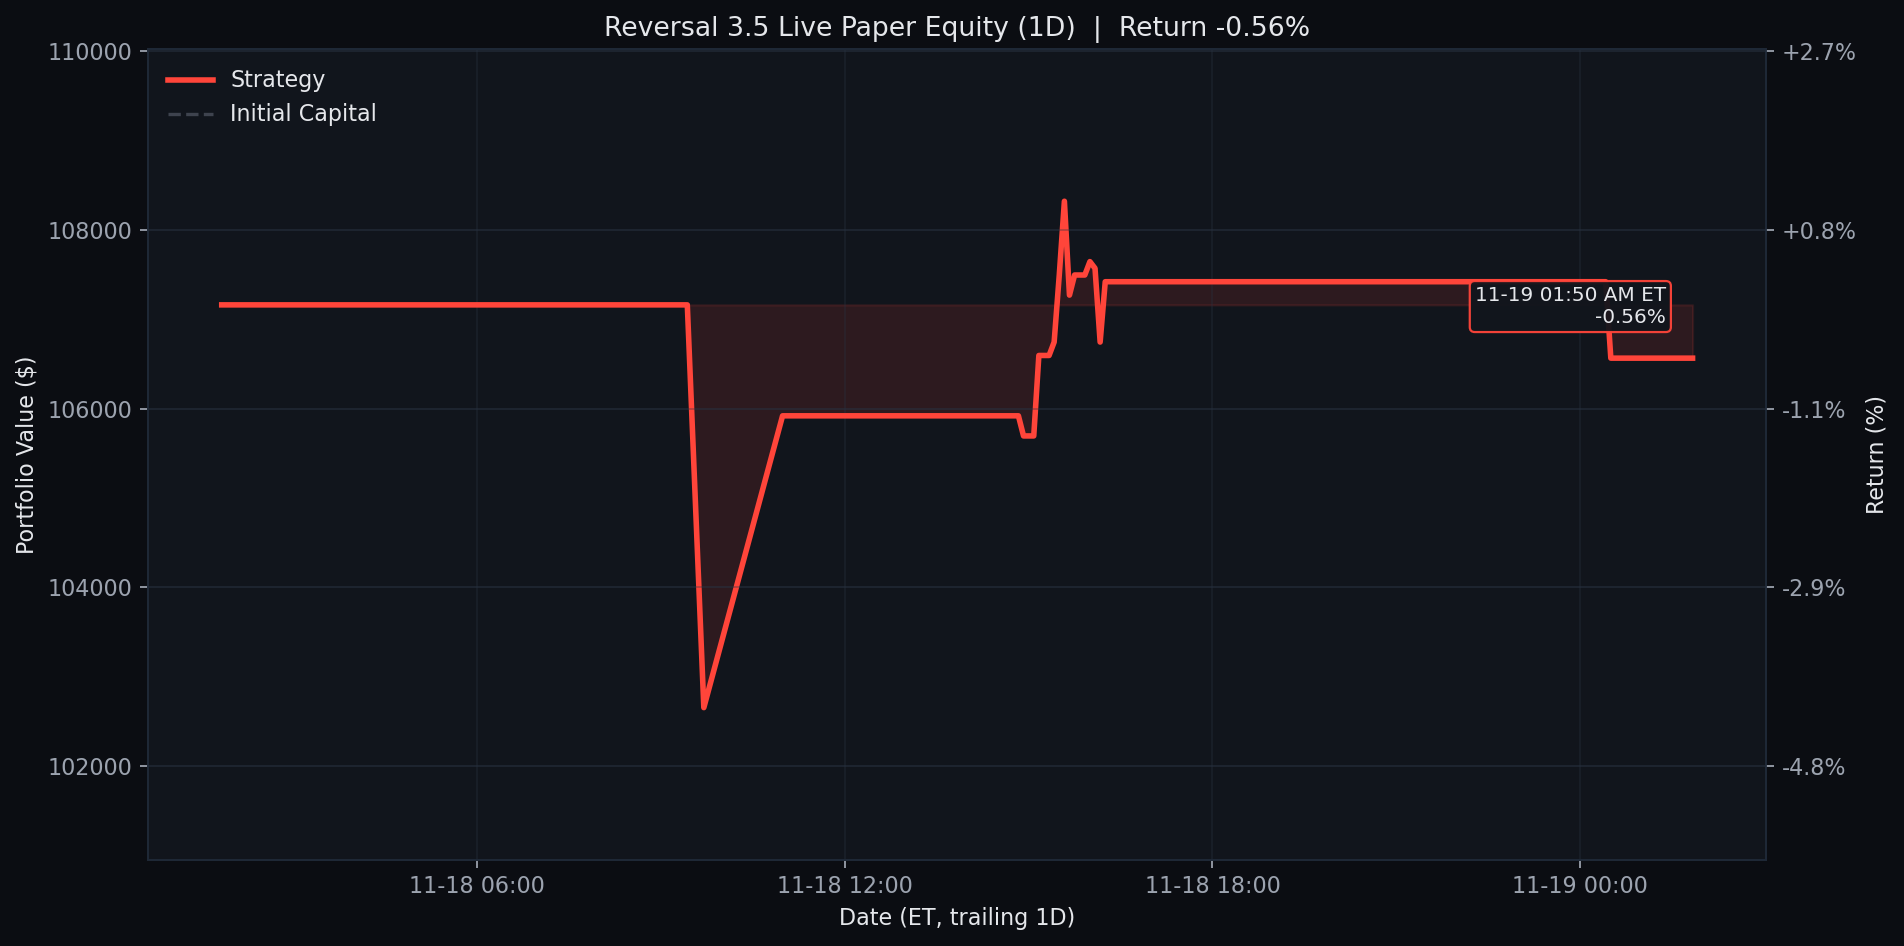 Reversal 3.5 Live Paper Equity (1D)  |  Return -0.56%
Strategy
Initial Capital
Portfolio Value ($)
110000
108000
106000
104000
102000
+2.7%
+0.8%
-1.1%
-2.9%
-4.8%
Return (%)
11-19 01:50 AM ET
-0.56%
11-18 06:00
11-18 12:00
11-18 18:00
11-19 00:00
Date (ET, trailing 1D)